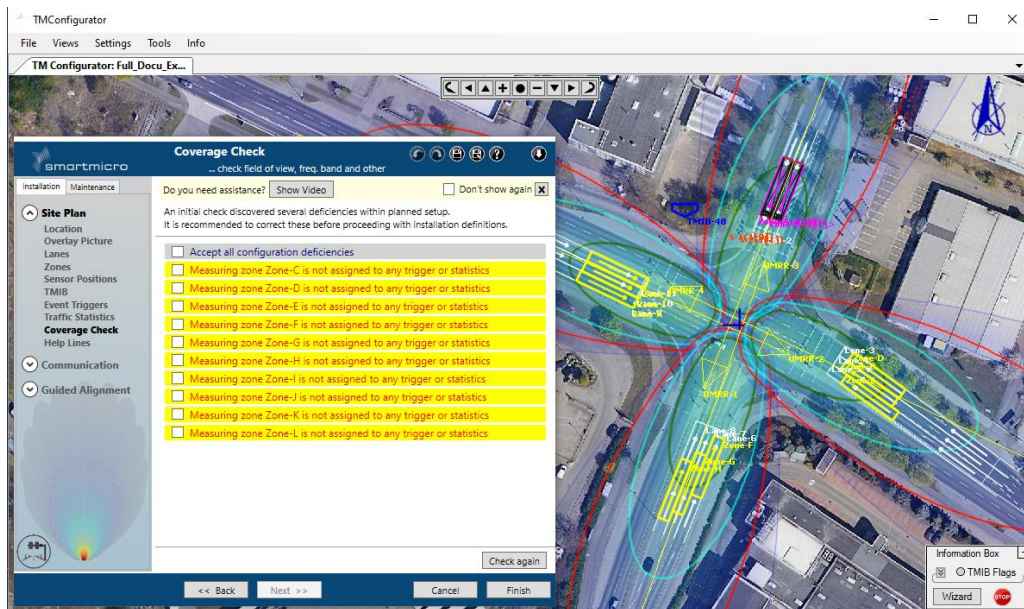 TMConfigurator
File Views Settings Tools Info
TM Configurator: Full_Docu_Ex...
smartmicro
Coverage Check
... check field of view, freq. band and other
Installation Maintenance
Do you need assistance? Show Video Don't show again
Site Plan
Location
Overlay Picture
Lanes
Zones
Sensor Positions
TMIB
Event Triggers
Traffic Statistics
Coverage Check
Help Lines
Communication
Guided Alignment
An initial check discovered several deficiencies within planned setup.
It is recommended to correct these before proceeding with installation definitions.
Accept all configuration deficiencies
Measuring zone Zone-C is not assigned to any trigger or statistics
Measuring zone Zone-D is not assigned to any trigger or statistics
Measuring zone Zone-E is not assigned to any trigger or statistics
Measuring zone Zone-F is not assigned to any trigger or statistics
Measuring zone Zone-G is not assigned to any trigger or statistics
Measuring zone Zone-H is not assigned to any trigger or statistics
Measuring zone Zone-I is not assigned to any trigger or statistics
Measuring zone Zone-J is not assigned to any trigger or statistics
Measuring zone Zone-K is not assigned to any trigger or statistics
Measuring zone Zone-L is not assigned to any trigger or statistics
Check again
<< Back Next >> Cancel Finish
N
TMIB-48
UMRR-3
UMRR-4
UMRR-2
UMRR-1
Lane-3
Zone-D
Lane-6
Zone-F
Zone-G
Information Box
TMIB Flags
Wizard STOP